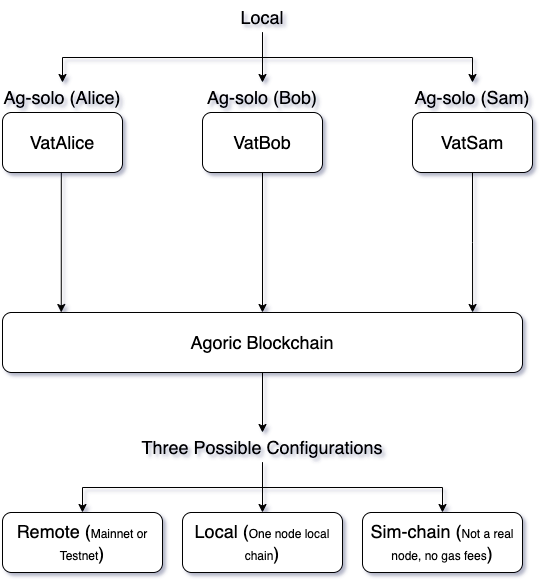 Local
Ag-solo (Alice)
Ag-solo (Bob)
Ag-solo (Sam)
VatAlice
VatBob
VatSam
Agoric Blockchain
Three Possible Configurations
Remote (Mainnet or
Testnet)
Local (One node local
chain)
Sim-chain (Not a real
node, no gas fees)